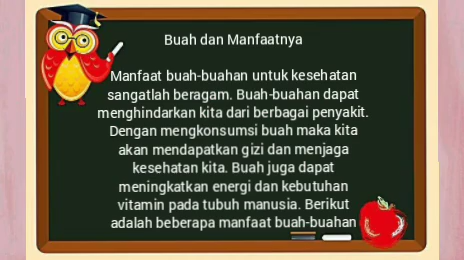 Buah dan Manfaatnya
Manfaat buah-buahan untuk kesehatan
sangatlah beragam. Buah-buahan dapat
menghindarkan kita dari berbagai penyakit.
Dengan mengkonsumsi buah maka kita
akan mendapatkan gizi dan menjaga
kesehatan kita. Buah juga dapat
meningkatkan energi dan kebutuhan
vitamin pada tubuh manusia. Berikut
adalah beberapa manfaat buah-buahan